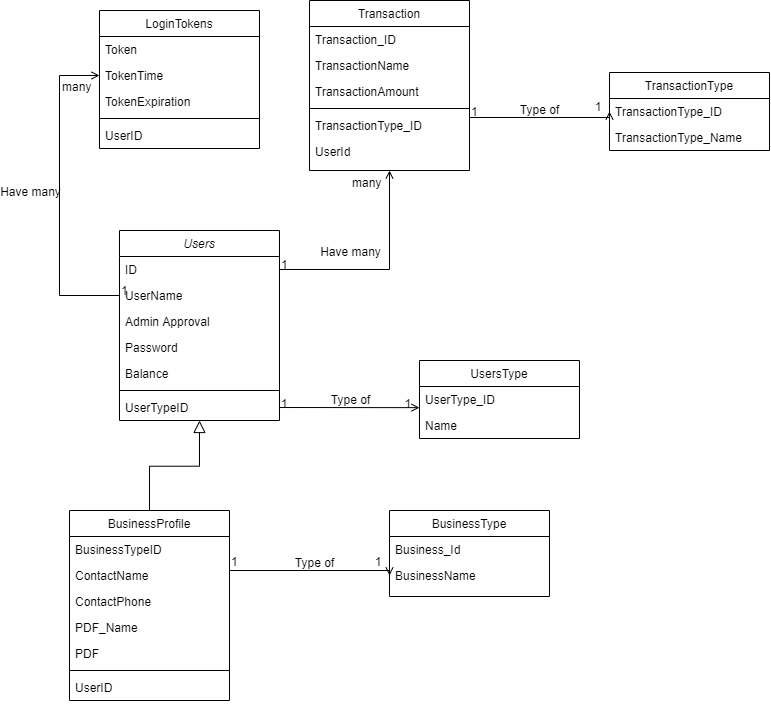 LoginTokens
Token
TokenTime
TokenExpiration
UserID
many
Have many
Transaction
Transaction_ID
TransactionName
TransactionAmount
TransactionType_ID
UserId
1
Type of
1
TransactionType
TransactionType_ID
TransactionType_Name
many
Have many
1
Users
ID
1
UserName
Admin Approval
Password
Balance
UserTypeID
1
Type of
1
UsersType
UserType_ID
Name
BusinessProfile
BusinessTypeID
ContactName
ContactPhone
PDF_Name
PDF
UserID
1
Type of
1
BusinessType
Business_Id
BusinessName